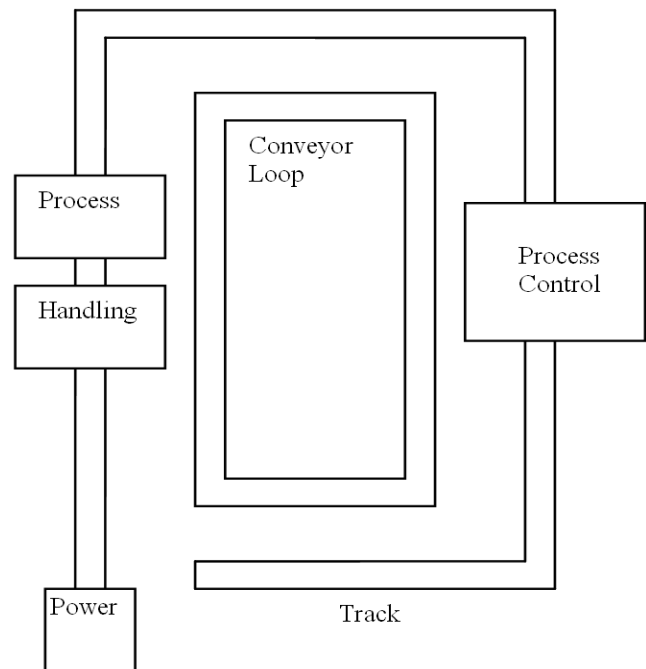 Conveyor
Loop
Process
Process
Control
Handling
Power
Track